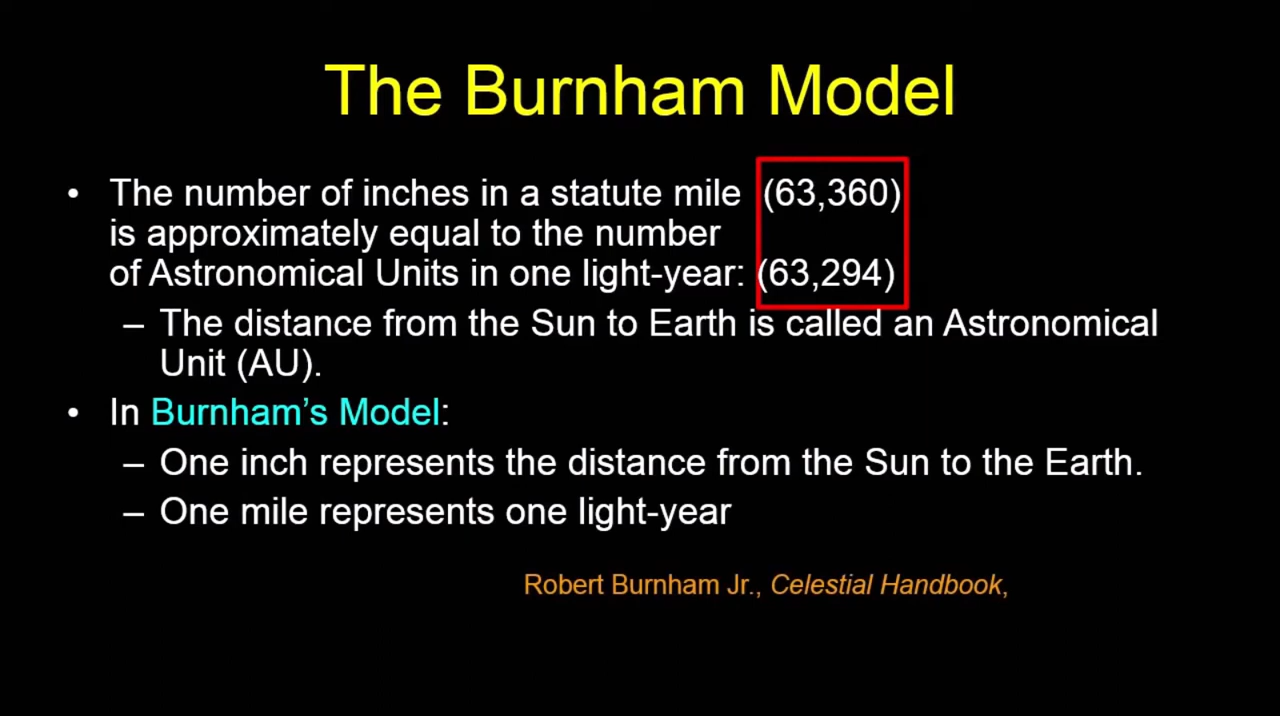 The Burnham Model
• The number of inches in a statute mile (63,360)
is approximately equal to the number
of Astronomical Units in one light-year: (63,294)
– The distance from the Sun to Earth is called an Astronomical
Unit (AU).
• In Burnham’s Model:
– One inch represents the distance from the Sun to the Earth.
– One mile represents one light-year
Robert Burnham Jr., Celestial Handbook,